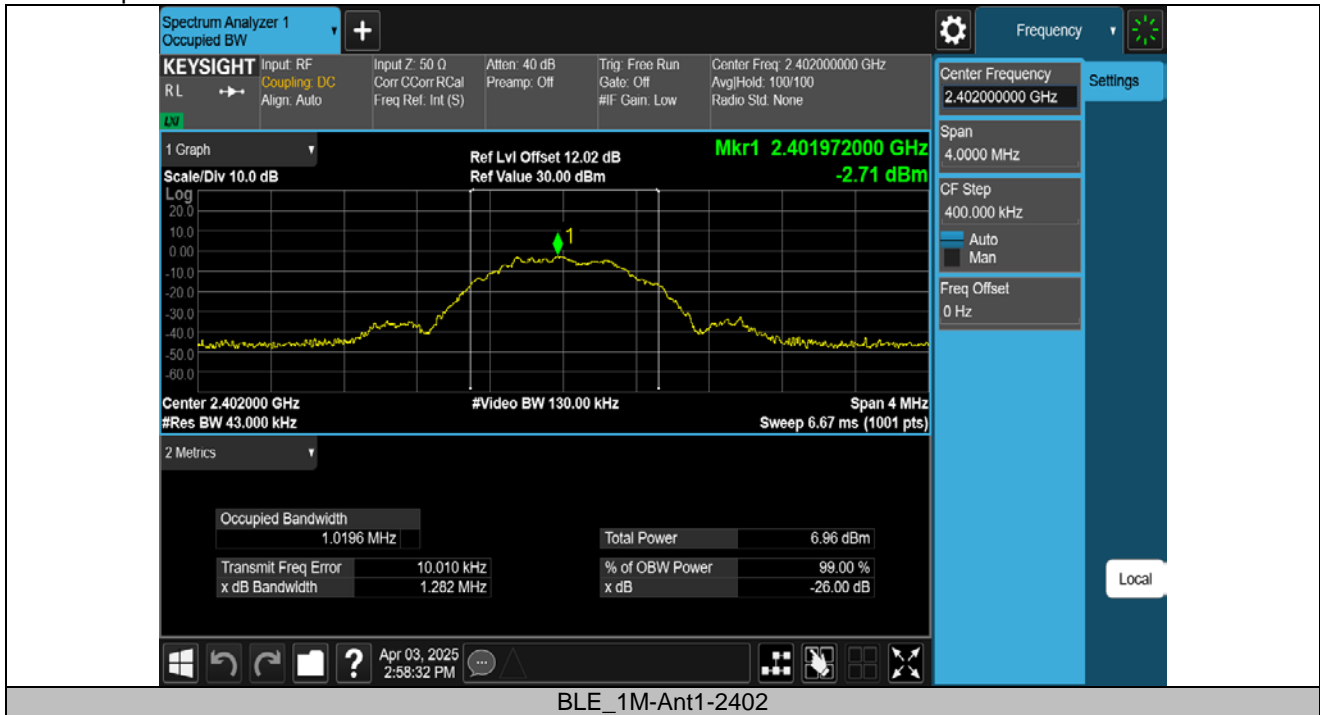 Spectrum Analyzer 1
Occupied BW
+
Frequency
KEYSIGHT
RL
LXI
Input: RF
Coupling: DC
Align: Auto
Input Z: 50 Ω
Corr CCorr RCal
Freq Ref: Int (S)
Atten: 40 dB
Preamp: Off
Trig: Free Run
Gate: Off
#IF Gain: Low
Center Freq: 2.402000000 GHz
Avg|Hold: 100/100
Radio Std: None
Center Frequency
2.402000000 GHz
Settings
Span
4.0000 MHz
CF Step
400.000 kHz
Auto
Man
Freq Offset
0 Hz
Local
1 Graph
Scale/Div 10.0 dB
Ref Lvl Offset 12.02 dB
Ref Value 30.00 dBm
Mkr1 2.401972000 GHz
-2.71 dBm
Log
20.0
10.0
0.00
-10.0
-20.0
-30.0
-40.0
-50.0
-60.0
1
Center 2.402000 GHz
#Res BW 43.000 kHz
#Video BW 130.00 kHz
Span 4 MHz
Sweep 6.67 ms (1001 pts)
2 Metrics
Occupied Bandwidth
1.0196 MHz
Total Power 6.96 dBm
Transmit Freq Error 10.010 kHz
% of OBW Power 99.00 %
x dB Bandwidth 1.282 MHz
x dB -26.00 dB
?
Apr 03, 2025
2:58:32 PM
BLE_1M-Ant1-2402